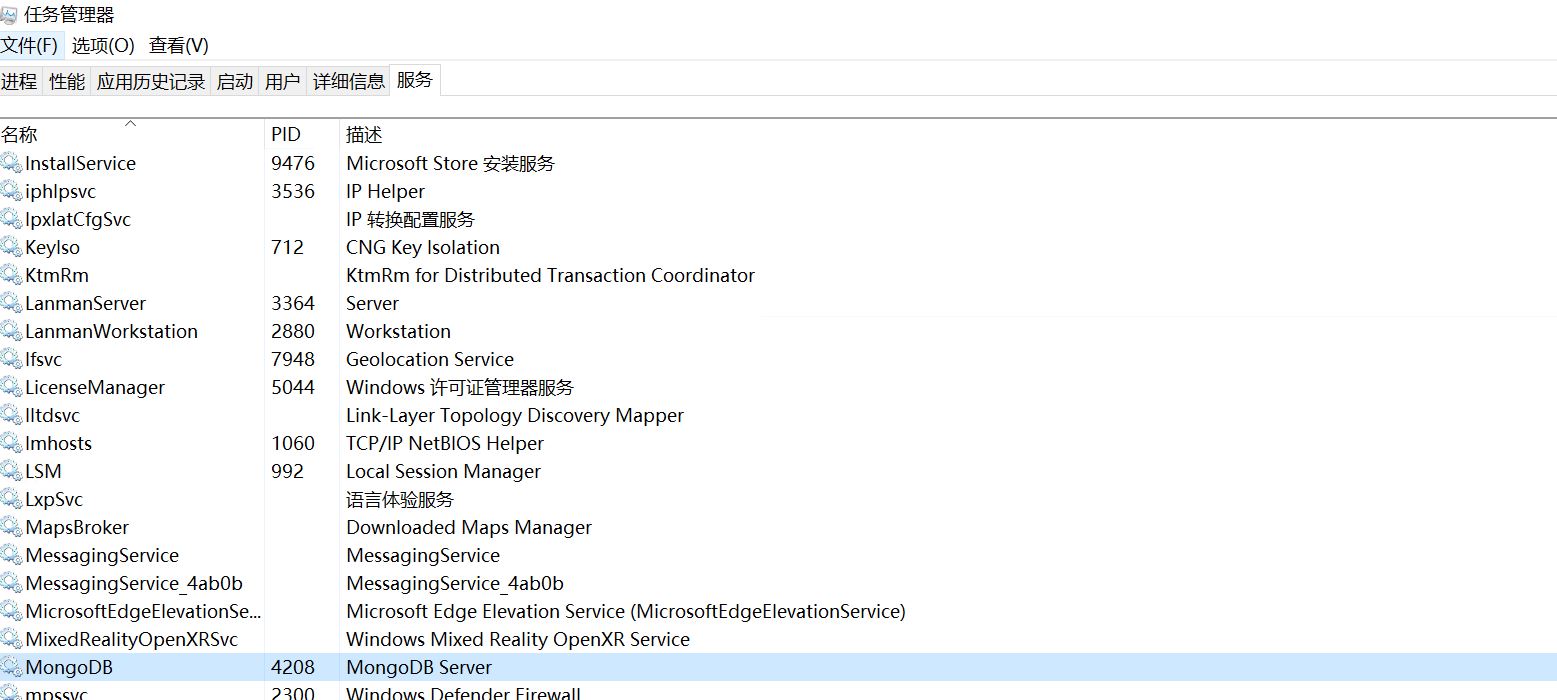 任务管理器
文件(F) 选项(O) 查看(V)
进程 性能 应用历史记录 启动 用户 详细信息 服务
名称 PID 描述
InstallService 9476 Microsoft Store 安装服务
iphlpsvc 3536 IP Helper
IpxlatCfgSvc IP 转换配置服务
KeyIso 712 CNG Key Isolation
KtmRm KtmRm for Distributed Transaction Coordinator
LanmanServer 3364 Server
LanmanWorkstation 2880 Workstation
lfsvc 7948 Geolocation Service
LicenseManager 5044 Windows 许可证管理器服务
lltdsvc Link-Layer Topology Discovery Mapper
lmhosts 1060 TCP/IP NetBIOS Helper
LSM 992 Local Session Manager
LxpSvc 语言体验服务
MapsBroker Downloaded Maps Manager
MessagingService MessagingService
MessagingService_4ab0b MessagingService_4ab0b
MicrosoftEdgeElevationSe... Microsoft Edge Elevation Service (MicrosoftEdgeElevationService)
MixedRealityOpenXRSvc Windows Mixed Reality OpenXR Service
MongoDB 4208 MongoDB Server
mpssvc 2300 Windows Defender Firewall